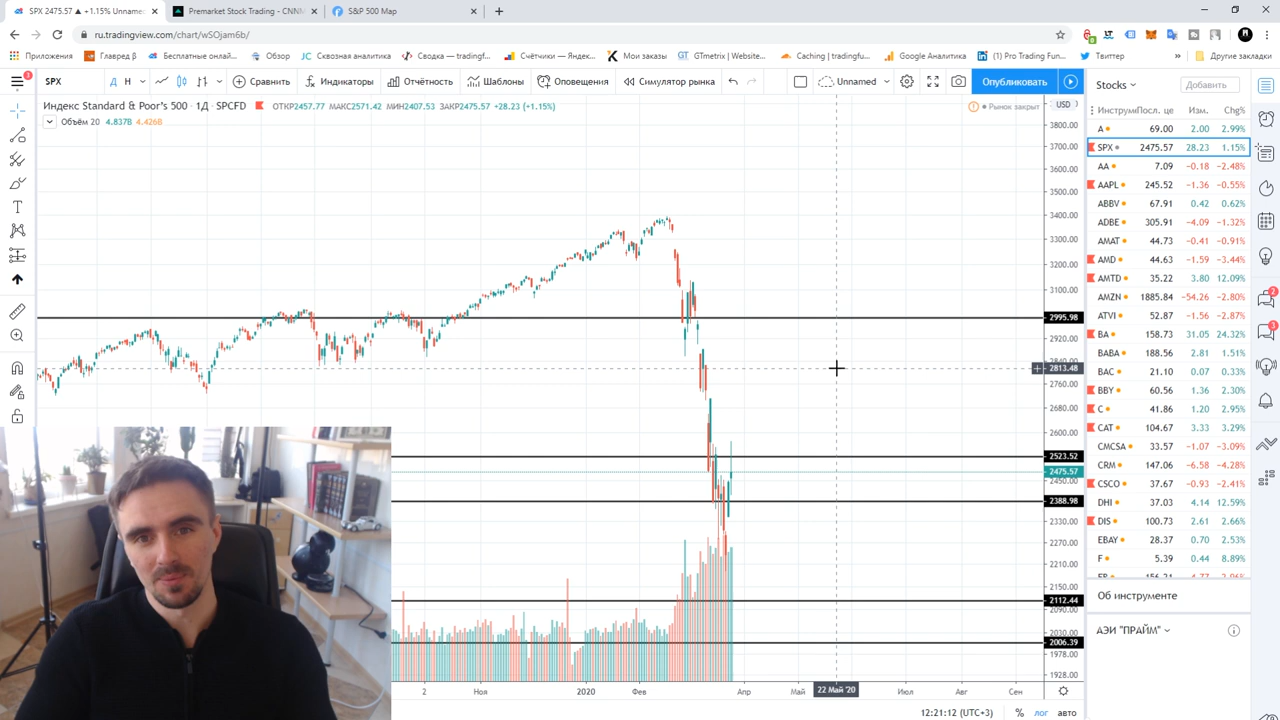 SPX 2475.57 ▲ +1.15% Unname
Premarket Stock Trading - CNNM
S&P 500 Map
ru.tradingview.com/chart/wSOjam6b/
Приложения
Главред β
Бесплатные онлай...
Обзор
Сквозная аналитик...
Сводка — tradingf...
Счётчики — Яндек...
Мои заказы
GTmetrix | Website...
Caching | tradingfu...
Google Аналитика
(1) Pro Trading Fun...
Твиттер
»
Другие закладки
SPX
Д
Н
Сравнить
Индикаторы
Отчётность
Шаблоны
Оповещения
Симулятор рынка
Unnamed
Опубликовать
Индекс Standard & Poor's 500 · 1Д · SPCFD
ОТКР2457.77 МАКС2571.42 МИН2407.53 ЗАКР2475.57 +28.23 (+1.15%)
Объём 20 4.837B 4.426B
Рынок закрыт
USD
3800.00
3700.00
3600.00
3500.00
3400.00
3300.00
3200.00
3100.00
2995.98
2920.00
2840.00
2813.48
2760.00
2680.00
2600.00
2523.52
2475.57
2450.00
2388.98
2330.00
2270.00
2210.00
2150.00
2112.44
2090.00
2030.00
2006.39
1978.00
1928.00
2
Ноя
2020
Фев
Апр
Май
22 Май '20
Июл
Авг
Сен
12:21:12 (UTC+3)
%
лог
авто
Stocks
Добавить
Инструм Посл. це Изм. Chg%
A 69.00 2.00 2.99%
SPX 2475.57 28.23 1.15%
AA 7.09 −0.18 −2.48%
AAPL 245.52 −1.36 −0.55%
ABBV 67.91 0.42 0.62%
ADBE 305.91 −4.09 −1.32%
AMAT 44.73 −0.41 −0.91%
AMD 44.63 −1.59 −3.44%
AMTD 35.22 3.80 12.09%
AMZN 1885.84 −54.26 −2.80%
ATVI 52.87 −1.56 −2.87%
BA 158.73 31.05 24.32%
BABA 188.56 2.81 1.51%
BAC 21.10 0.07 0.33%
BBY 60.56 1.36 2.30%
C 41.86 1.20 2.95%
CAT 104.67 3.33 3.29%
CMCSA 33.57 −1.07 −3.09%
CRM 147.06 −6.58 −4.28%
CSCO 37.67 −0.93 −2.41%
DHI 37.03 4.14 12.59%
DIS 100.73 2.61 2.66%
EBAY 28.37 0.70 2.53%
F 5.39 0.44 8.89%
Об инструменте
АЭИ "ПРАЙМ"